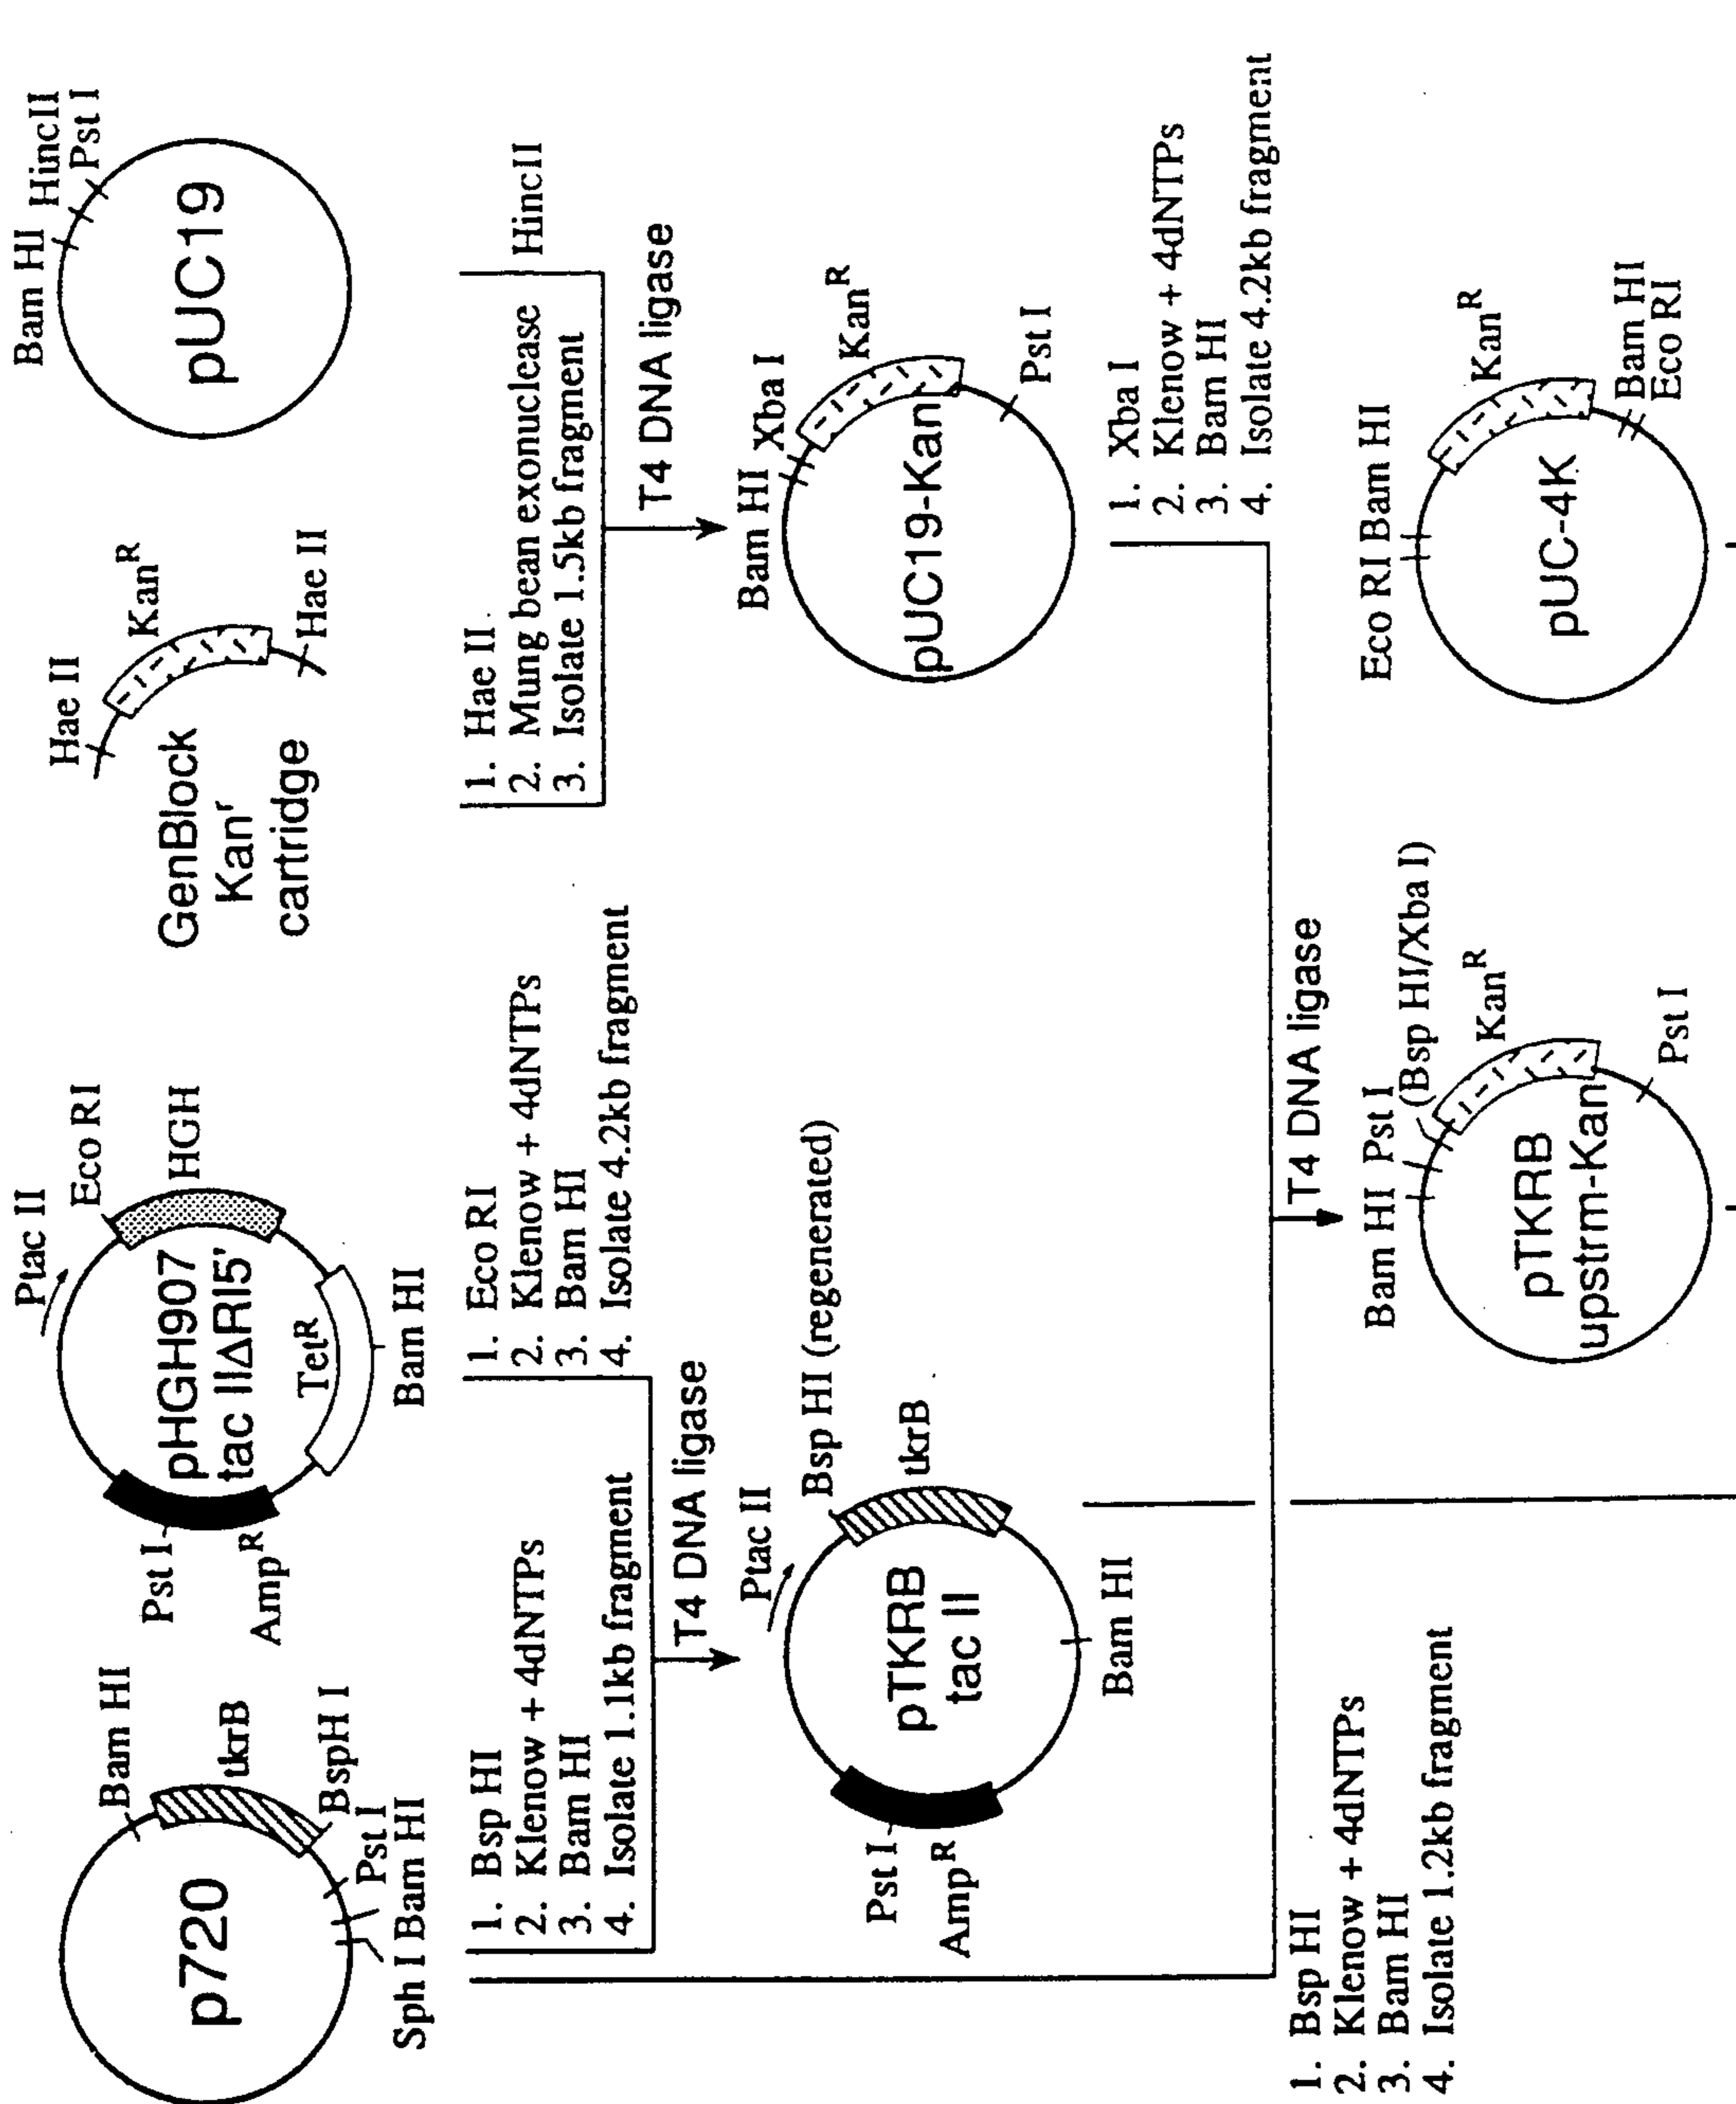 p720
Bam HI
tkrB
BspH I
Pst I
Sph I Bam HI
Ptac II
Eco RI
HGH
pHGH907
tac IIΔRI5'
Tet^R
Bam HI
Pst I
Amp^R
Hae II
Kan^R
Hae II
GenBlock
Kan^r
cartridge
Bam HI
HincII
Pst I
pUC19
1. Bsp HI
2. Klenow + 4dNTPs
3. Bam HI
4. Isolate 1.1kb fragment
1. Eco RI
2. Klenow + 4dNTPs
3. Bam HI
4. Isolate 4.2kb fragment
T4 DNA ligase
1. Hae II
2. Mung bean exonuclease
3. Isolate 1.5kb fragment
HincII
T4 DNA ligase
Ptac II
Bsp HI (regenerated)
tkrB
pTKRB
tac II
Pst I
Amp^R
Bam HI
Bam HI Xba I
Kan^R
pUC19-Kan
Pst I
1. Xba I
2. Klenow + 4dNTPs
3. Bam HI
4. Isolate 4.2kb fragment
1. Bsp HI
2. Klenow + 4dNTPs
3. Bam HI
4. Isolate 1.2kb fragment
T4 DNA ligase
Bam HI Pst I
(Bsp HI/Xba I)
Kan^R
pTKRB
upstrm-Kan
Pst I
Eco RI Bam HI
Kan^R
pUC-4K
Bam HI
Eco RI